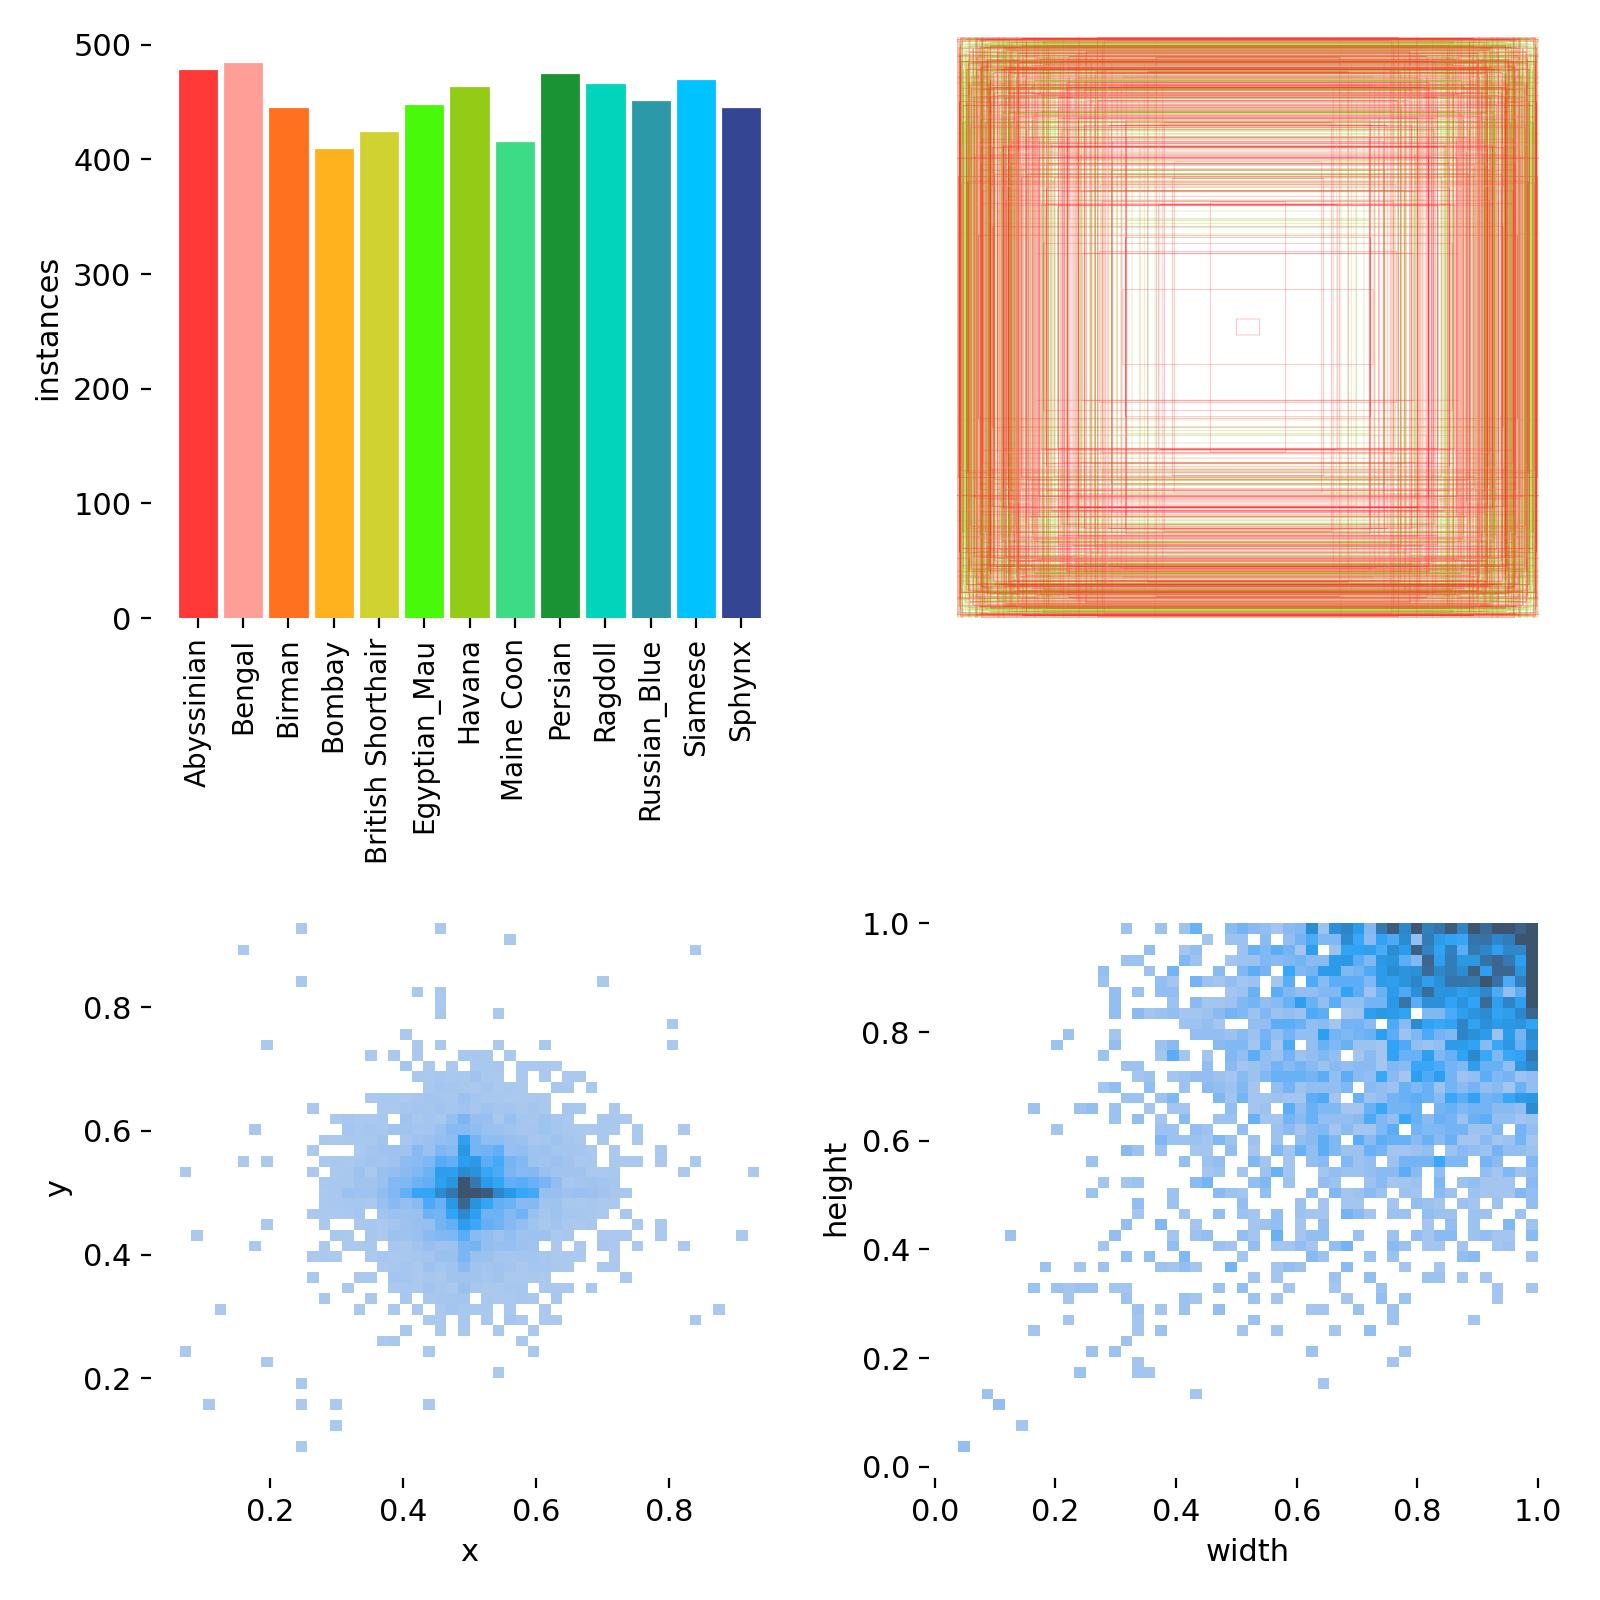 500
400
300
200
100
0
instances
Abyssinian
Bengal
Birman
Bombay
British Shorthair
Egyptian_Mau
Havana
Maine Coon
Persian
Ragdoll
Russian_Blue
Siamese
Sphynx
0.8
0.6
0.4
0.2
y
0.2 0.4 0.6 0.8
x
1.0
0.8
0.6
0.4
0.2
0.0
height
0.0 0.2 0.4 0.6 0.8 1.0
width